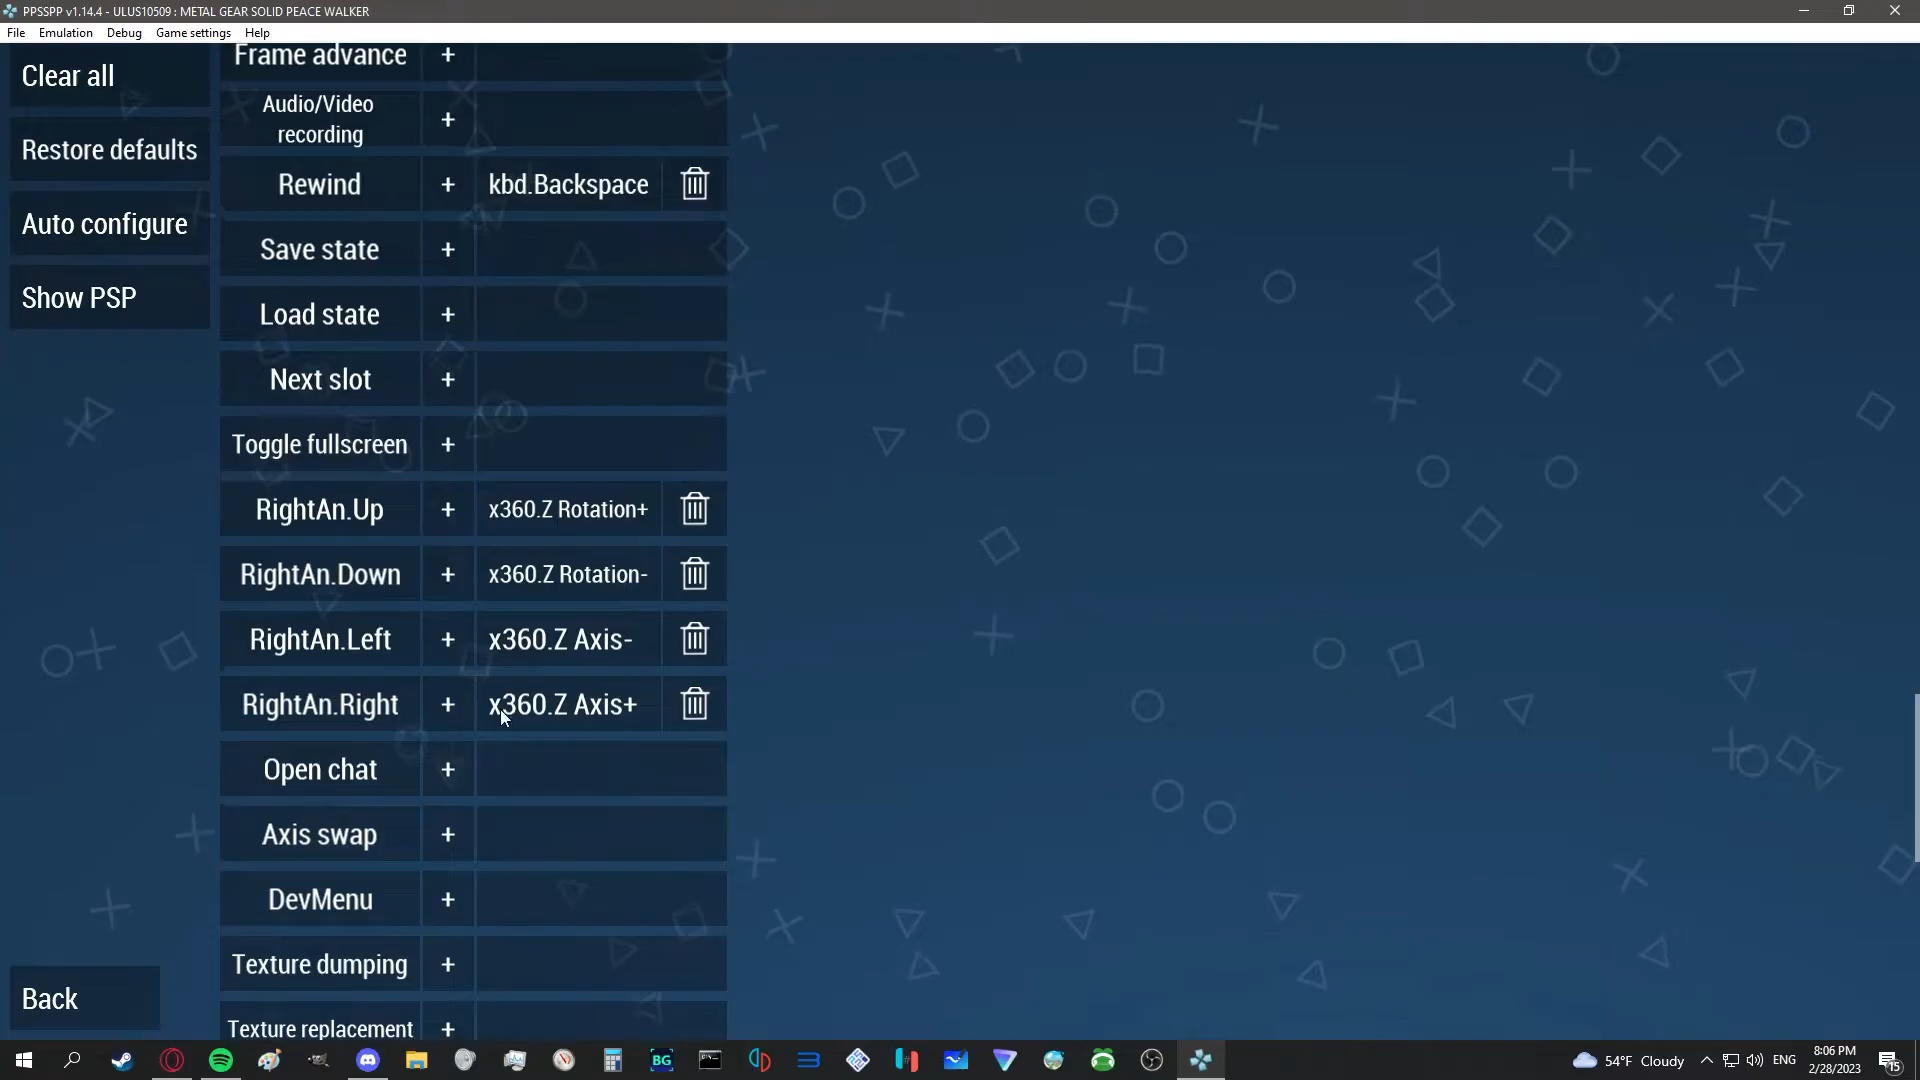 PPSSPP v1.14.4 - ULUS10509 : METAL GEAR SOLID PEACE WALKER
File Emulation Debug Game settings Help
Clear all
Restore defaults
Auto configure
Show PSP
Back
Frame advance +
Audio/Video
recording +
Rewind + kbd.Backspace
Save state +
Load state +
Next slot +
Toggle fullscreen +
RightAn.Up + x360.Z Rotation+
RightAn.Down + x360.Z Rotation-
RightAn.Left + x360.Z Axis-
RightAn.Right + x360.Z Axis+
Open chat +
Axis swap +
DevMenu +
Texture dumping +
Texture replacement +
BG
54°F Cloudy
ENG
8:06 PM
2/28/2023
15